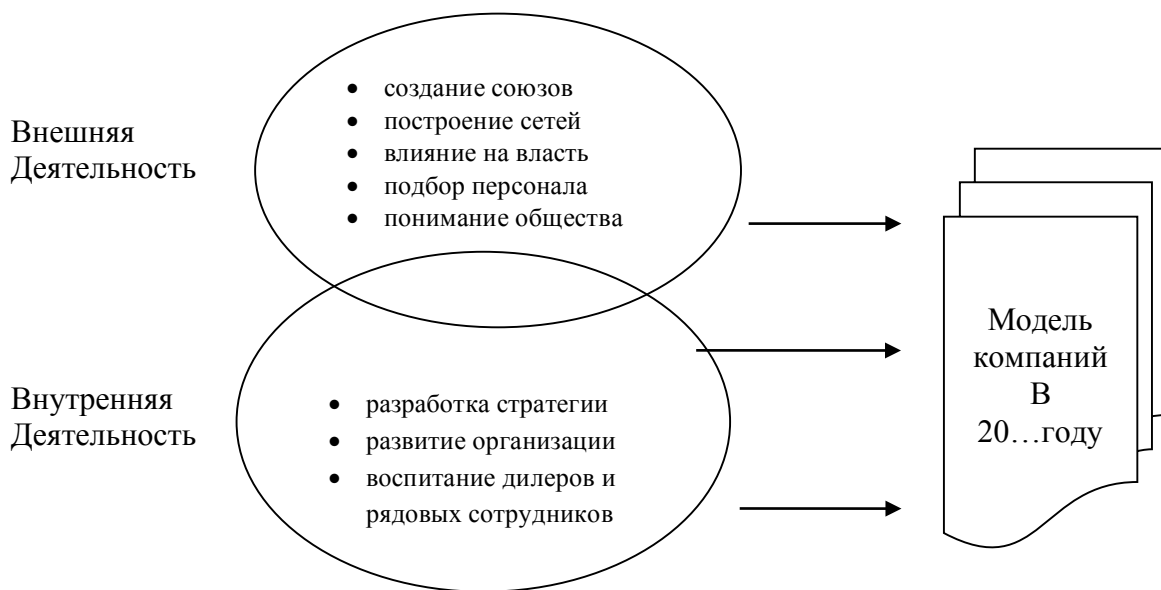 Внешняя
Деятельность
• создание союзов
• построение сетей
• влияние на власть
• подбор персонала
• понимание общества
Внутренняя
Деятельность
• разработка стратегии
• развитие организации
• воспитание дилеров и
рядовых сотрудников
Модель
компаний
В
20…году